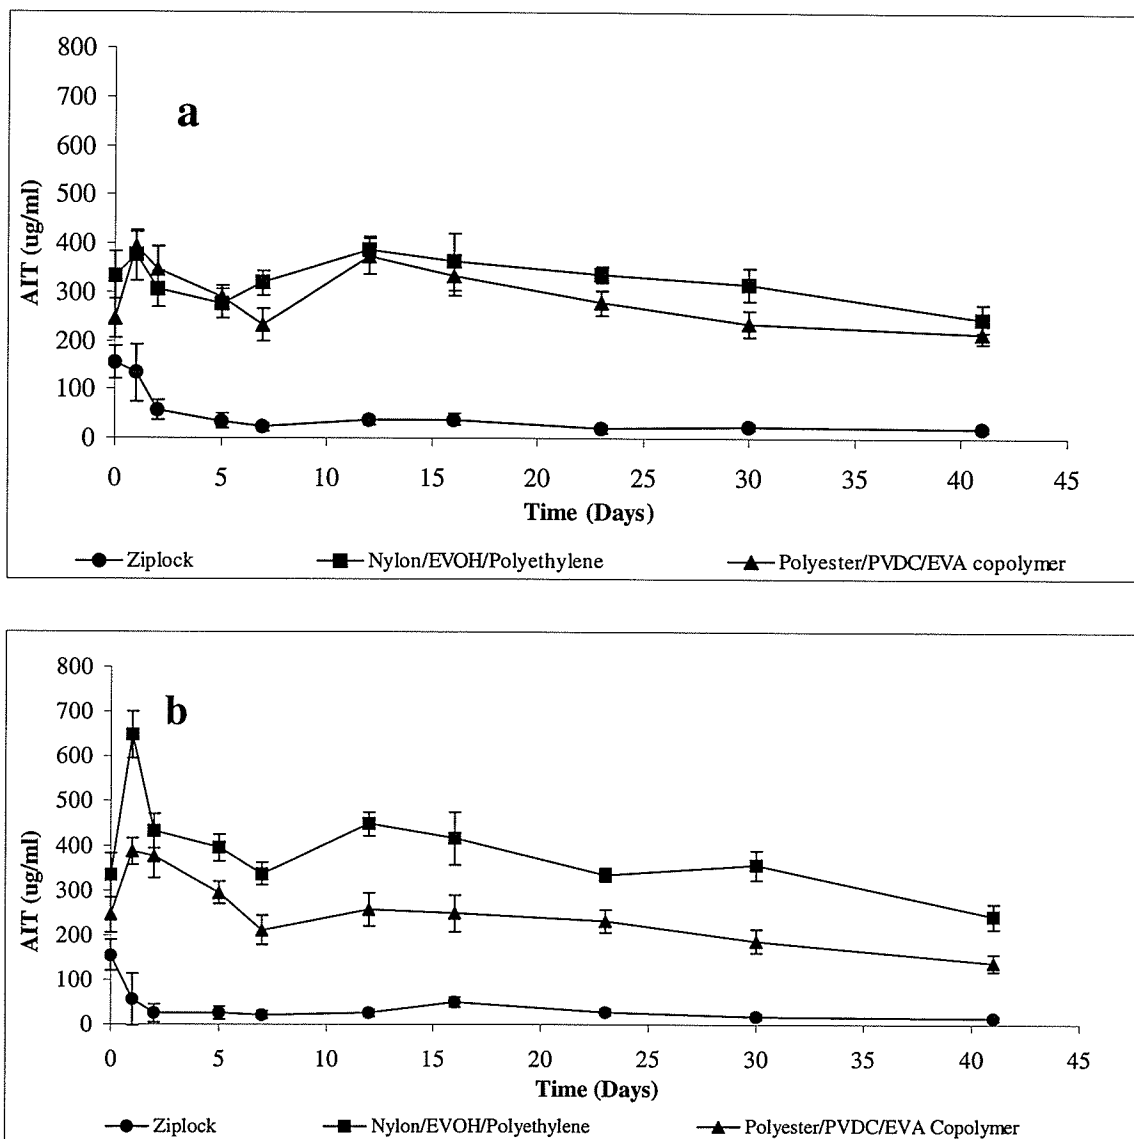 800
700
600
500
400
300
200
100
0
AIT (ug/ml)
a
0 5 10 15 20 25 30 35 40 45
Time (Days)
Ziplock Nylon/EVOH/Polyethylene Polyester/PVDC/EVA copolymer
800
700
600
500
400
300
200
100
0
AIT (ug/ml)
b
0 5 10 15 20 25 30 35 40 45
Time (Days)
Ziplock Nylon/EVOH/Polyethylene Polyester/PVDC/EVA Copolymer